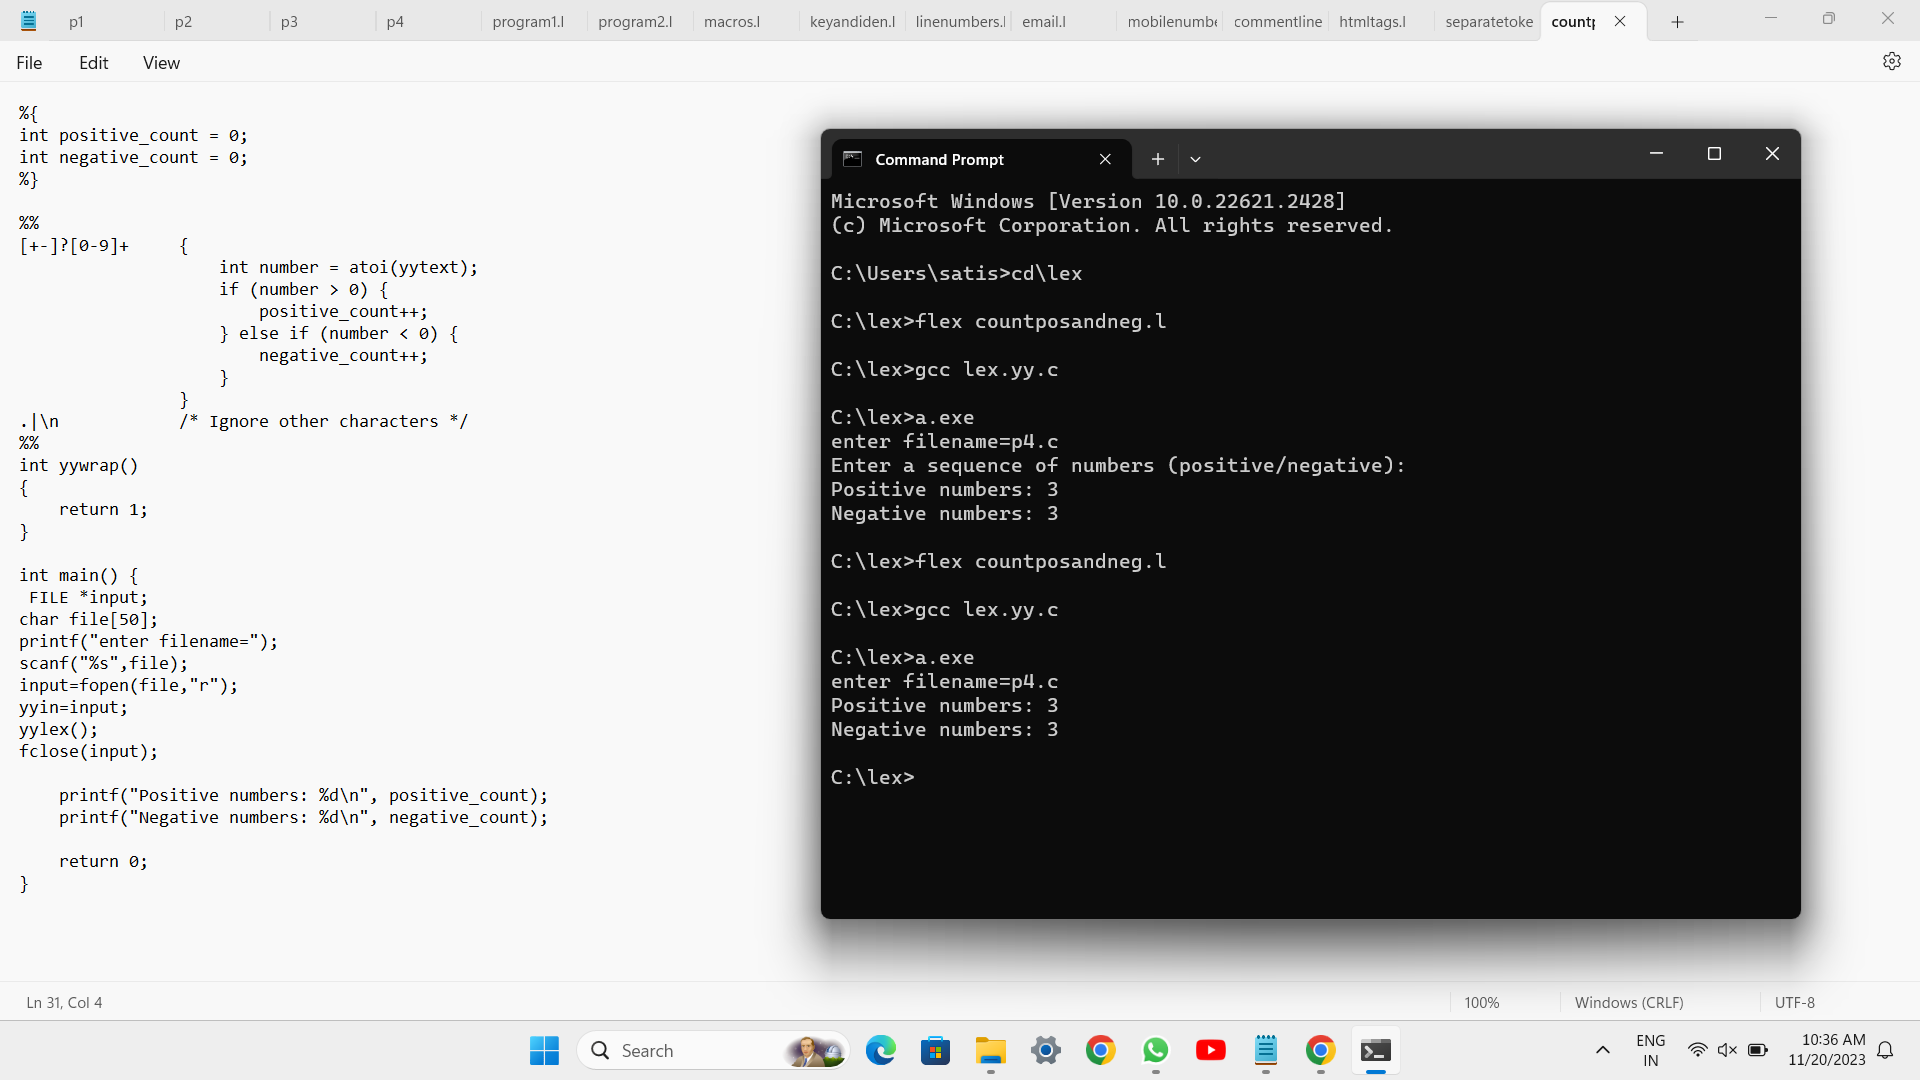 p1 p2 p3 p4 program1.l program2.l macros.l keyandiden.l linenumbers.l email.l mobilenumbe commentline htmltags.l separatetoke countp
File Edit View
%{
int positive_count = 0;
int negative_count = 0;
%}
%%
[+-]?[0-9]+ {
int number = atoi(yytext);
if (number > 0) {
positive_count++;
} else if (number < 0) {
negative_count++;
}
}
.|\n /* Ignore other characters */
%%
int yywrap()
{
return 1;
}
int main() {
FILE *input;
char file[50];
printf("enter filename=");
scanf("%s",file);
input=fopen(file,"r");
yyin=input;
yylex();
fclose(input);
printf("Positive numbers: %d\n", positive_count);
printf("Negative numbers: %d\n", negative_count);
return 0;
}
Command Prompt
Microsoft Windows [Version 10.0.22621.2428]
(c) Microsoft Corporation. All rights reserved.
C:\Users\satis>cd\lex
C:\lex>flex countposandneg.l
C:\lex>gcc lex.yy.c
C:\lex>a.exe
enter filename=p4.c
Enter a sequence of numbers (positive/negative):
Positive numbers: 3
Negative numbers: 3
C:\lex>flex countposandneg.l
C:\lex>gcc lex.yy.c
C:\lex>a.exe
enter filename=p4.c
Positive numbers: 3
Negative numbers: 3
C:\lex>
Ln 31, Col 4 100% Windows (CRLF) UTF-8
Search
ENG
IN
10:36 AM
11/20/2023